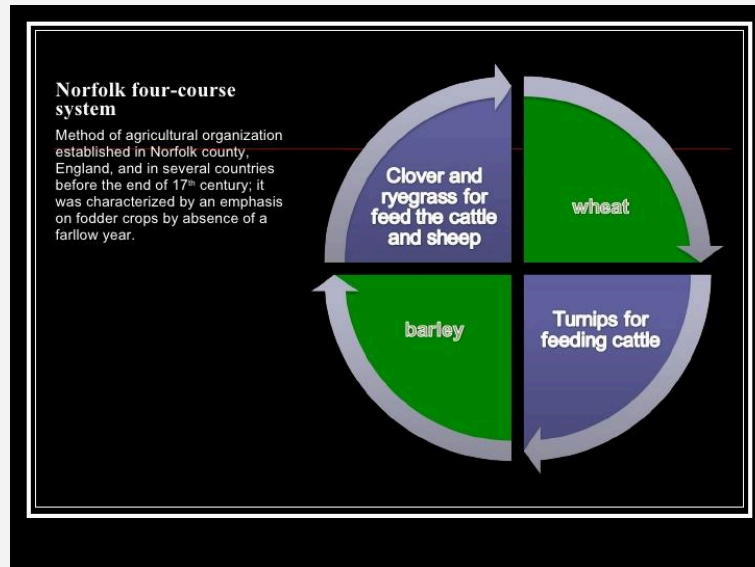 Norfolk four-course
system
Method of agricultural organization
established in Norfolk county,
England, and in several countries
before the end of 17th century; it
was characterized by an emphasis
on fodder crops by absence of a
farllow year.
Clover and
ryegrass for
feed the cattle
and sheep
wheat
barley
Turnips for
feeding cattle